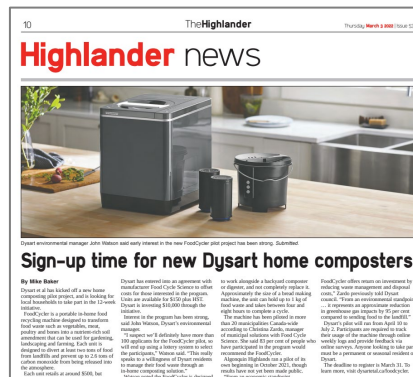 10
TheHighlander
Thursday March 3 2022 | Issue
Highlander news
Dysart environmental manager John Watson said early interest in the new FoodCycler pilot project has been strong. Submitted.
Sign-up time for new Dysart home composters
By Mike Baker
Dysart et al has kicked off a new home
composting pilot project, and is looking for
local households to take part in the 12-week
initiative.
FoodCycler is a portable in-home food
recycling machine designed to transform
food waste such as vegetables, meat,
poultry and bones into a nutrient-rich soil
amendment that can be used for gardening,
landscaping and farming. Each unit is
designed to divert at least two tons of food
from landfills and prevent up to 2.6 tons of
carbon monoxide from being released into
the atmosphere.
Each unit retails at around $500, but
Dysart has entered into an agreement with
manufacturer Food Cycle Science to offset
costs for those interested in the program.
Units are available for $150 plus HST.
Dysart is investing $10,000 through the
initiative.
Interest in the program has been strong,
said John Watson, Dysart's environmental
manager.
"I suspect we'll definitely have more than
100 applicants for the FoodCycler pilot, so
will end up using a lottery system to select
the participants," Watson said. "This really
speaks to a willingness of Dysart residents
to manage their food waste through an
in-home composting solution."
Watson noted the FoodCycler is designed
to work alongside a backyard composter
or digester, and not completely replace it.
Approximately the size of a bread making
machine, the unit can hold up to 1 kg of
food waste and takes between four and
eight hours to complete a cycle.
The machine has been piloted in more
than 20 municipalities Canada-wide
according to Christina Zardo, manager
of municipal solutions with Food Cycle
Science. She said 83 per cent of people who
have participated in the program would
recommend the FoodCycler.
Algonquin Highlands ran a pilot of its
own beginning in October 2021, though
results have not yet been made public.
FoodCycler offers return on investment by
reducing waste management and disposal
costs," Zardo previously told Dysart
council. "From an environmental standpoint
… it represents an approximate reduction
in greenhouse gas impacts by 95 per cent
compared to sending food to the landfill."
Dysart's pilot will run from April 10 to
July 2. Participants are required to track
their usage of the machine through online
weekly logs and provide feedback via
online surveys. Anyone looking to take part
must be a permanent or seasonal resident of
The deadline to register is March 31. To
learn more, visit dysartetal.ca/foodcycler